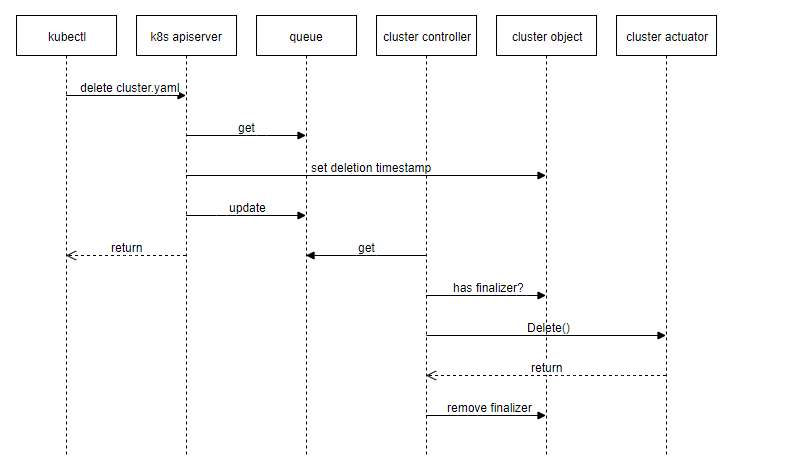 kubectl
k8s apiserver
queue
cluster controller
cluster object
cluster actuator
delete cluster.yaml
get
set deletion timestamp
update
return
get
has finalizer?
Delete()
return
remove finalizer